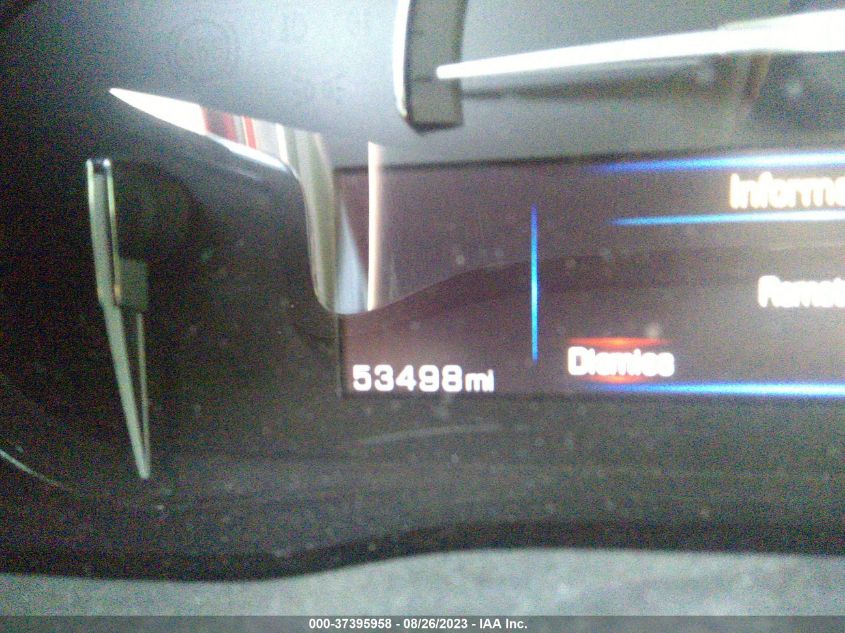 Informa
Remot
Dismiss
53498mi
000-37395958 - 08/26/2023 - IAA Inc.